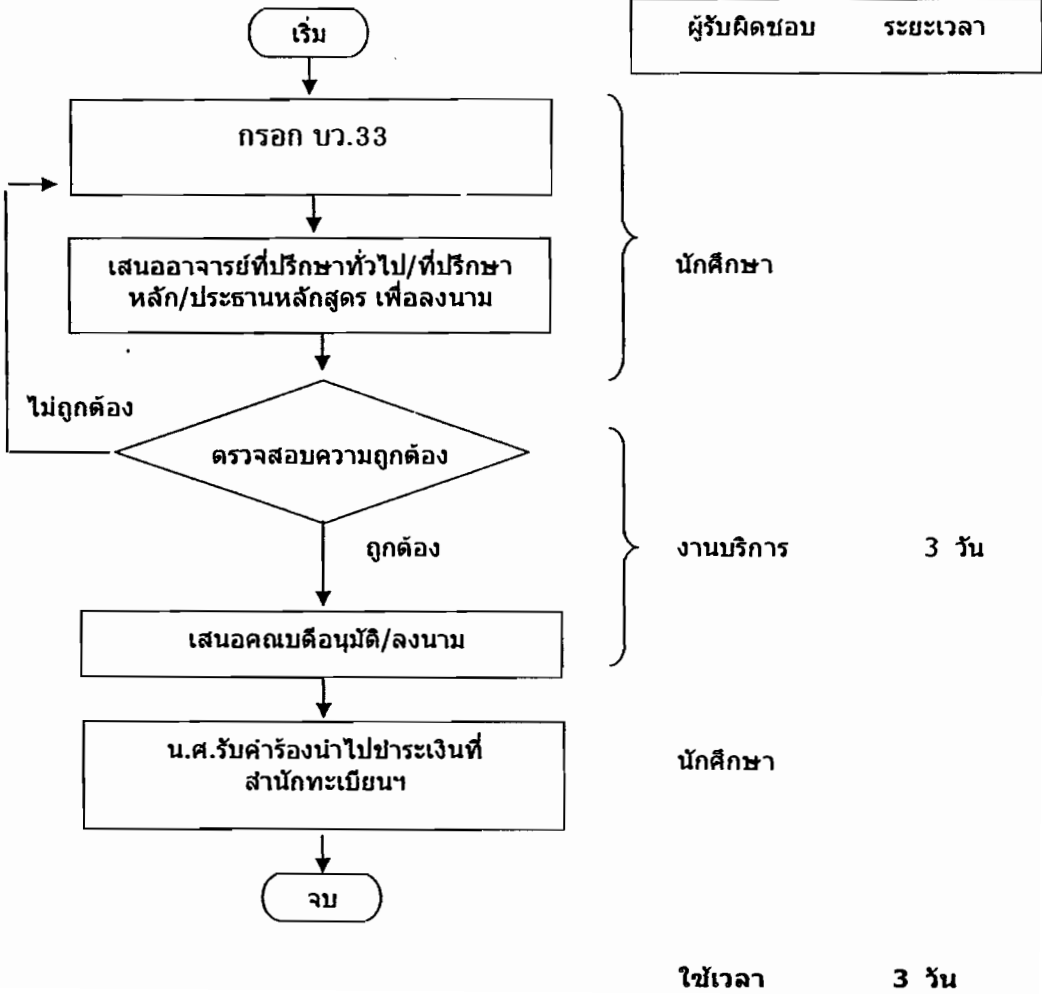 เริ่ม
ผู้รับผิดชอบ ระยะเวลา
กรอก บว.33
เสนออาจารย์ที่ปรึกษาทั่วไป/ที่ปรึกษา
หลัก/ประธานหลักสูตร เพื่อลงนาม
นักศึกษา
ไม่ถูกต้อง
ตรวจสอบความถูกต้อง
ถูกต้อง
งานบริการ 3 วัน
เสนอคณบดีอนุมัติ/ลงนาม
น.ศ.รับคำร้องนำไปชำระเงินที่
สำนักทะเบียนฯ
นักศึกษา
จบ
ใช้เวลา 3 วัน